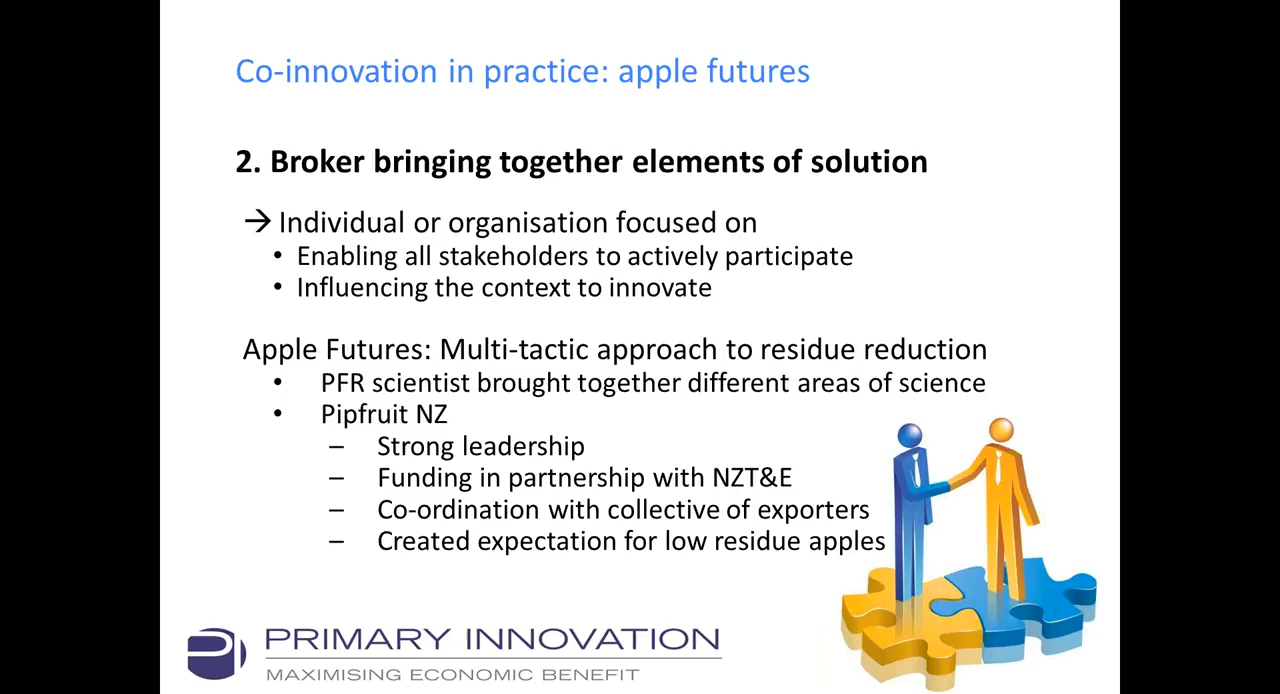 Co-innovation in practice: apple futures
2. Broker bringing together elements of solution
→ Individual or organisation focused on
• Enabling all stakeholders to actively participate
• Influencing the context to innovate
Apple Futures: Multi-tactic approach to residue reduction
• PFR scientist brought together different areas of science
• Pipfruit NZ
– Strong leadership
– Funding in partnership with NZT&E
– Co-ordination with collective of exporters
– Created expectation for low residue apples
PRIMARY INNOVATION
MAXIMISING ECONOMIC BENEFIT